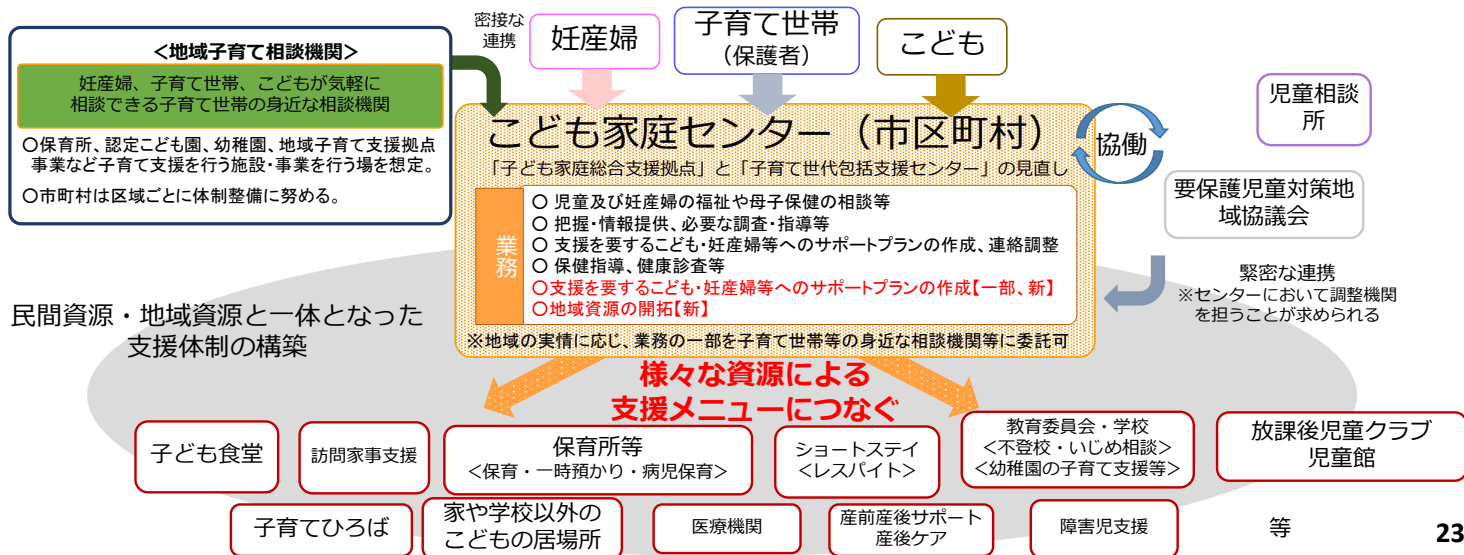 ＜地域子育て相談機関＞
妊産婦、子育て世帯、こどもが気軽に
相談できる子育て世帯の身近な相談機関
○保育所、認定こども園、幼稚園、地域子育て支援拠点
事業など子育て支援を行う施設・事業を行う場を想定。
○市町村は区域ごとに体制整備に努める。
密接な
連携
妊産婦
子育て世帯
（保護者）
こども
こども家庭センター（市区町村）
「子ども家庭総合支援拠点」と「子育て世代包括支援センター」の見直し
業務
○ 児童及び妊産婦の福祉や母子保健の相談等
○ 把握・情報提供、必要な調査・指導等
○ 支援を要するこども・妊産婦等へのサポートプランの作成、連絡調整
○ 保健指導、健康診査等
○支援を要するこども・妊産婦等へのサポートプランの作成【一部、新】
○地域資源の開拓【新】
※地域の実情に応じ、業務の一部を子育て世帯等の身近な相談機関等に委託可
協働
児童相談
所
要保護児童対策地
域協議会
緊密な連携
※センターにおいて調整機関
を担うことが求められる
民間資源・地域資源と一体となった
支援体制の構築
様々な資源による
支援メニューにつなぐ
子ども食堂
訪問家事支援
保育所等
＜保育・一時預かり・病児保育＞
ショートステイ
＜レスパイト＞
教育委員会・学校
＜不登校・いじめ相談＞
＜幼稚園の子育て支援等＞
放課後児童クラブ
児童館
子育てひろば
家や学校以外の
こどもの居場所
医療機関
産前産後サポート
産後ケア
障害児支援
等
23